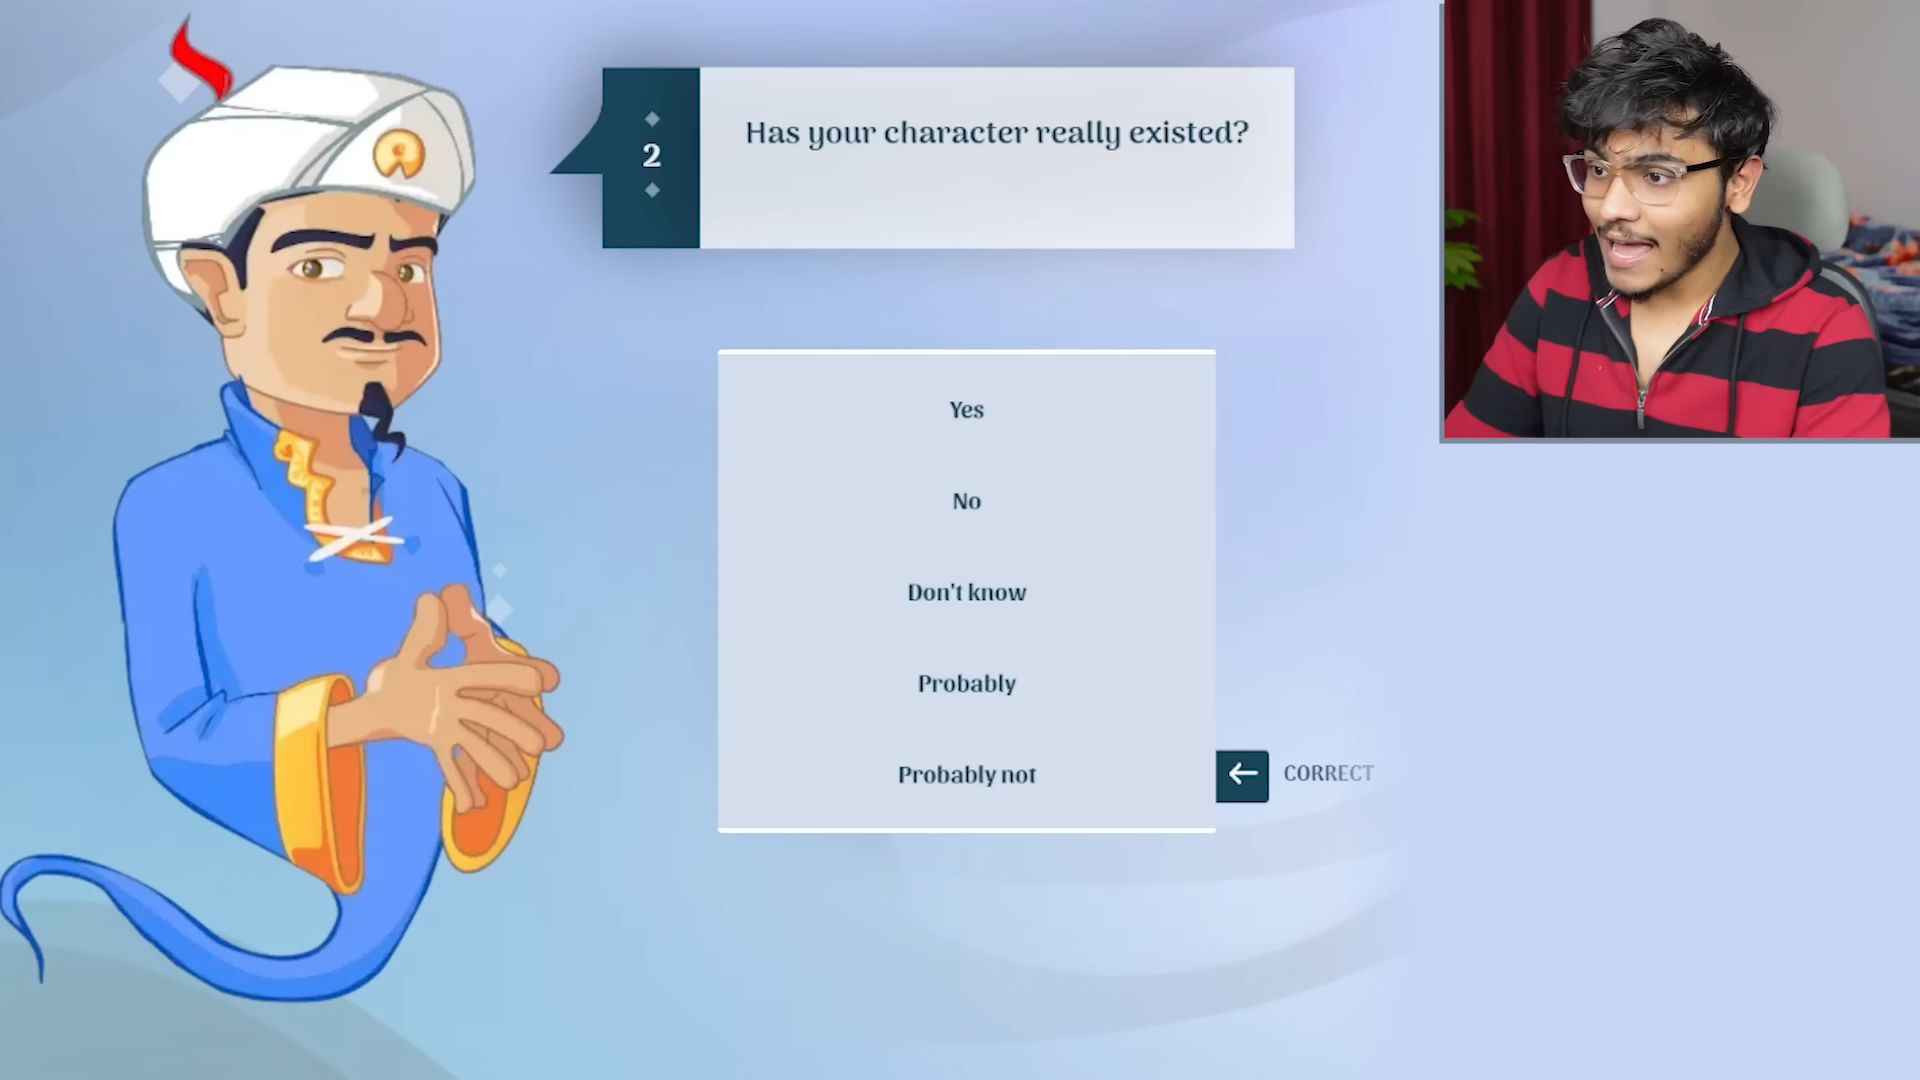 2
Has your character really existed?
Yes
No
Don't know
Probably
Probably not
CORRECT